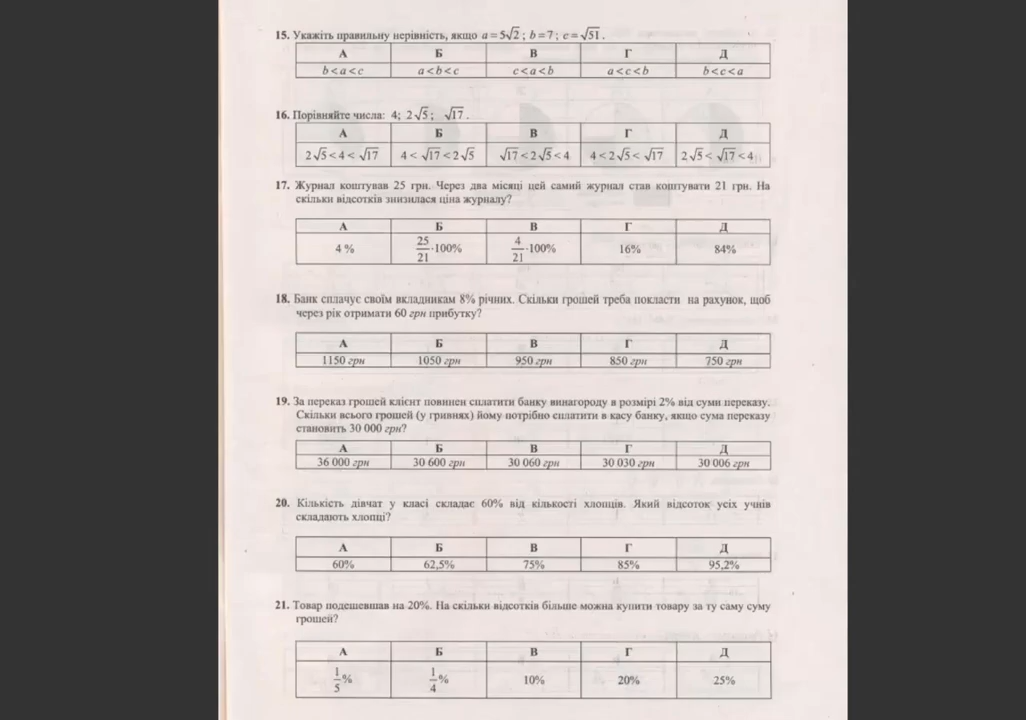 15. Укажіть правильну нерівність, якщо a=5√2; b=7; c=√51.
А Б В Г Д
b<a<c a<b<c c<a<b a<c<b b<c<a
16. Порівняйте числа: 4; 2√5; √17.
А Б В Г Д
2√5<4<√17 4<√17<2√5 √17<2√5<4 4<2√5<√17 2√5<√17<4
17. Журнал коштував 25 грн. Через два місяці цей самий журнал став коштувати 21 грн. На
скільки відсотків знизилася ціна журналу?
А Б В Г Д
4 % 25/21·100% 4/21·100% 16% 84%
18. Банк сплачує своїм вкладникам 8% річних. Скільки грошей треба покласти на рахунок, щоб
через рік отримати 60 грн прибутку?
А Б В Г Д
1150 грн 1050 грн 950 грн 850 грн 750 грн
19. За переказ грошей клієнт повинен сплатити банку винагороду в розмірі 2% від суми переказу.
Скільки всього грошей (у гривнях) йому потрібно сплатити в касу банку, якщо сума переказу
становить 30 000 грн?
А Б В Г Д
36 000 грн 30 600 грн 30 060 грн 30 030 грн 30 006 грн
20. Кількість дівчат у класі складає 60% від кількості хлопців. Який відсоток усіх учнів
складають хлопці?
А Б В Г Д
60% 62,5% 75% 85% 95,2%
21. Товар подешевшав на 20%. На скільки відсотків більше можна купити товару за ту саму суму
грошей?
А Б В Г Д
1/5% 1/4% 10% 20% 25%